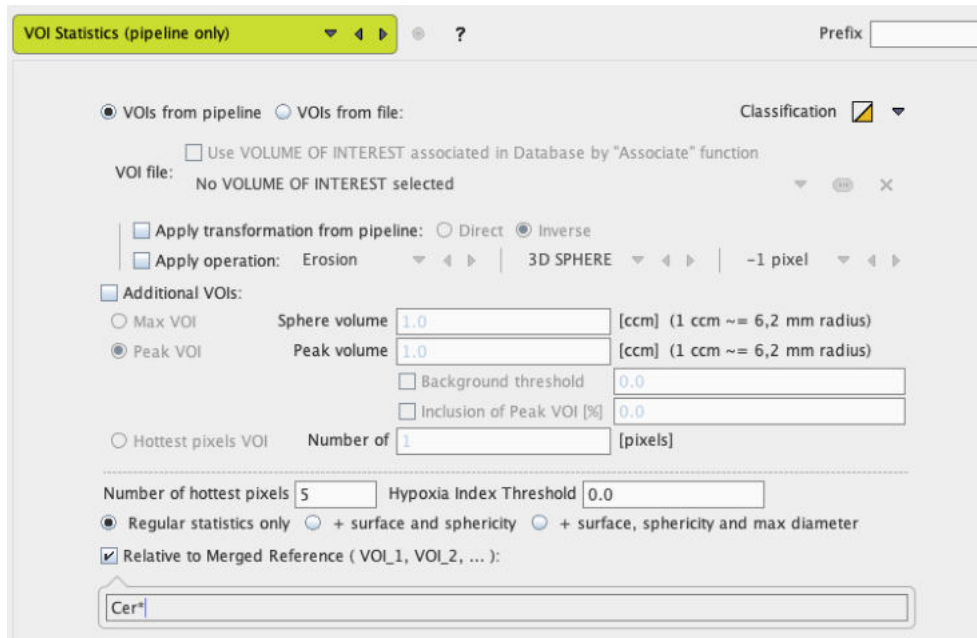 VOI Statistics (pipeline only) ? Prefix
VOIs from pipeline VOIs from file: Classification
Use VOLUME OF INTEREST associated in Database by "Associate" function
VOI file:
No VOLUME OF INTEREST selected
Apply transformation from pipeline: Direct Inverse
Apply operation: Erosion 3D SPHERE -1 pixel
Additional VOIs:
Max VOI Sphere volume 1.0 [ccm] (1 ccm ~= 6,2 mm radius)
Peak VOI Peak volume 1.0 [ccm] (1 ccm ~= 6,2 mm radius)
Background threshold 0.0
Inclusion of Peak VOI [%] 0.0
Hottest pixels VOI Number of 1 [pixels]
Number of hottest pixels 5 Hypoxia Index Threshold 0.0
Regular statistics only + surface and sphericity + surface, sphericity and max diameter
Relative to Merged Reference ( VOI_1, VOI_2, ... ):
Cer*